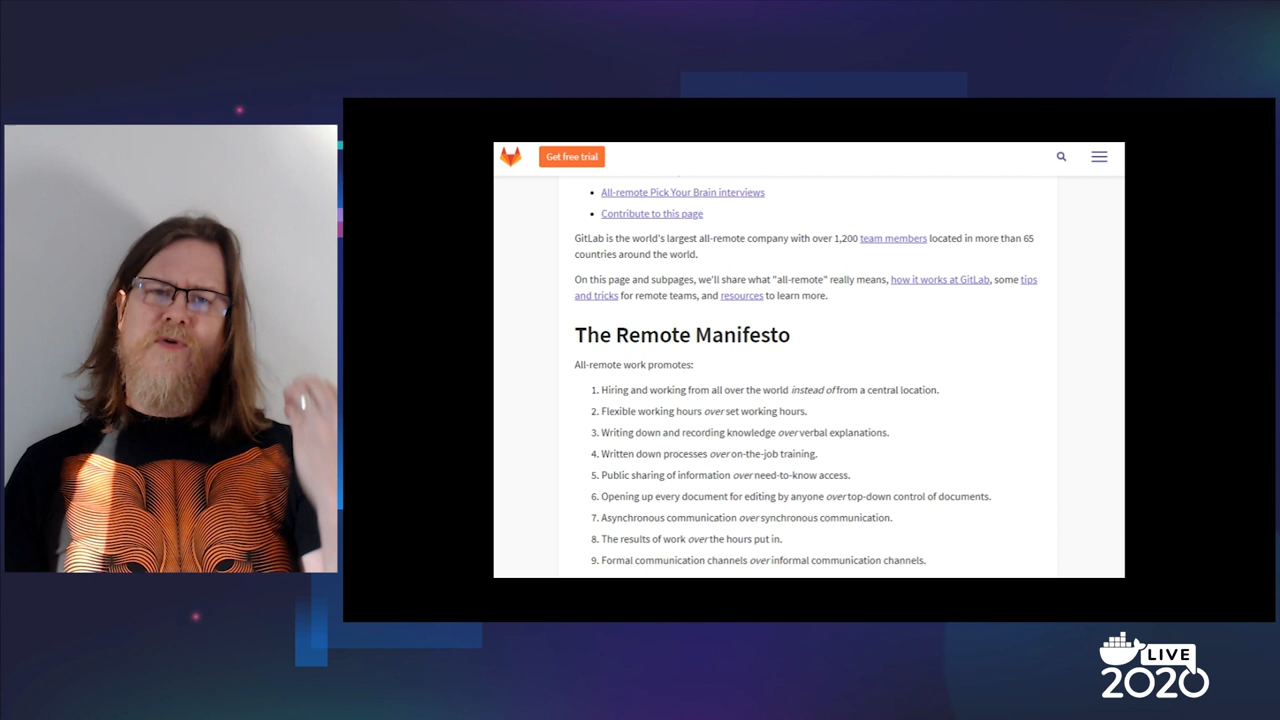 Get free trial
All-remote Pick Your Brain interviews
Contribute to this page
GitLab is the world's largest all-remote company with over 1,200 team members located in more than 65
countries around the world.
On this page and subpages, we'll share what "all-remote" really means, how it works at GitLab, some tips
and tricks for remote teams, and resources to learn more.
The Remote Manifesto
All-remote work promotes:
1. Hiring and working from all over the world instead of from a central location.
2. Flexible working hours over set working hours.
3. Writing down and recording knowledge over verbal explanations.
4. Written down processes over on-the-job training.
5. Public sharing of information over need-to-know access.
6. Opening up every document for editing by anyone over top-down control of documents.
7. Asynchronous communication over synchronous communication.
8. The results of work over the hours put in.
9. Formal communication channels over informal communication channels.
LIVE
2020